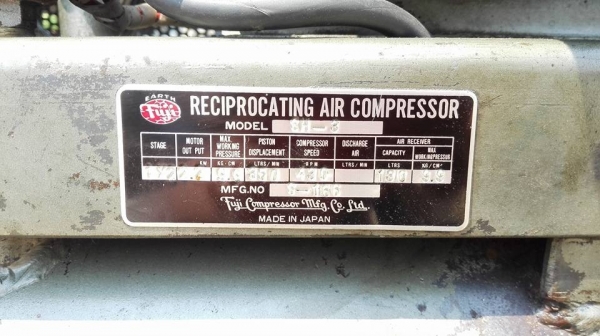 EARTH
Fuji
RECIPROCATING AIR COMPRESSOR
MODEL
STAGE MOTOR OUT PUT MAX. WORKING PRESSURE PISTON DISPLACEMENT COMPRESSOR SPEED DISCHARGE AIR AIR RECEIVER
CAPACITY MAX. WORKING PRESSURE
KW KG/CM² LTRS/MIN R.P.M LTRS/MIN LTRS KG/CM²
MFG.NO
Fuji Compressor Mfg. Co. Ltd.
MADE IN JAPAN